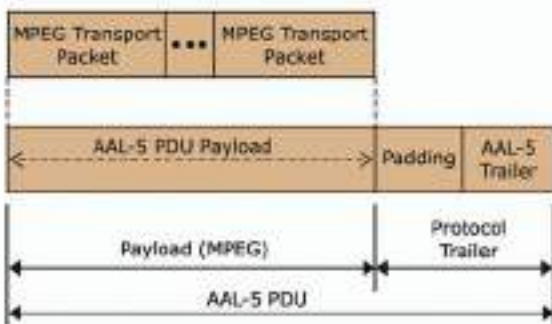 MPEG Transport
Packet
•••
MPEG Transport
Packet
AAL-5 PDU Payload
Padding
AAL-5
Trailer
Payload (MPEG)
Protocol
Trailer
AAL-5 PDU